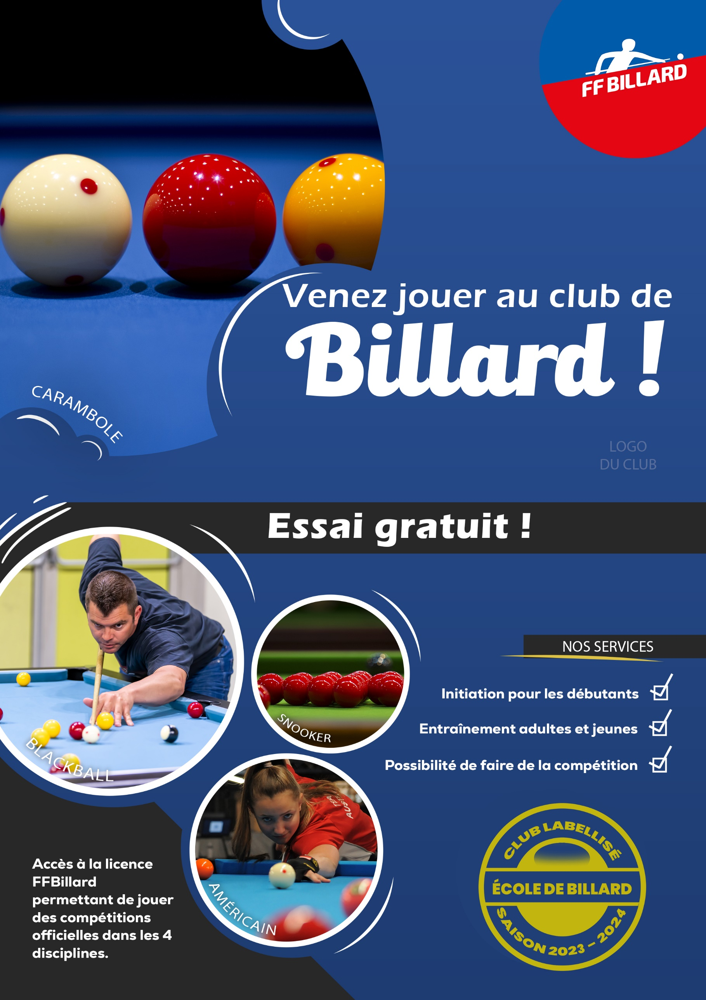 FF BILLARD
Venez jouer au club de
Billard !
CARAMBOLE
LOGO
DU CLUB
Essai gratuit !
BLACKBALL
SNOOKER
NOS SERVICES
Initiation pour les débutants
Entraînement adultes et jeunes
Possibilité de faire de la compétition
AMÉRICAIN
Accès à la licence
FFBillard
permettant de jouer
des compétitions
officielles dans les 4
disciplines.
CLUB LABELLISÉ
ÉCOLE DE BILLARD
SAISON 2023 – 2024